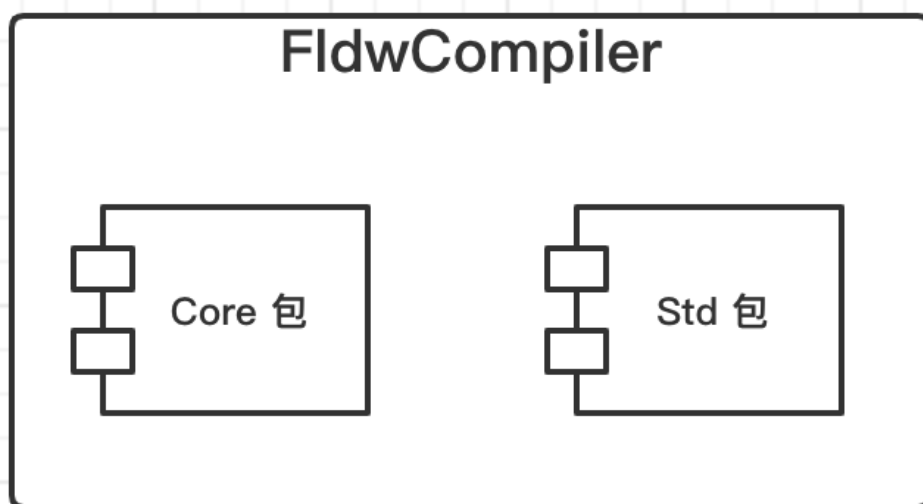 FldwCompiler
Core 包
Std 包